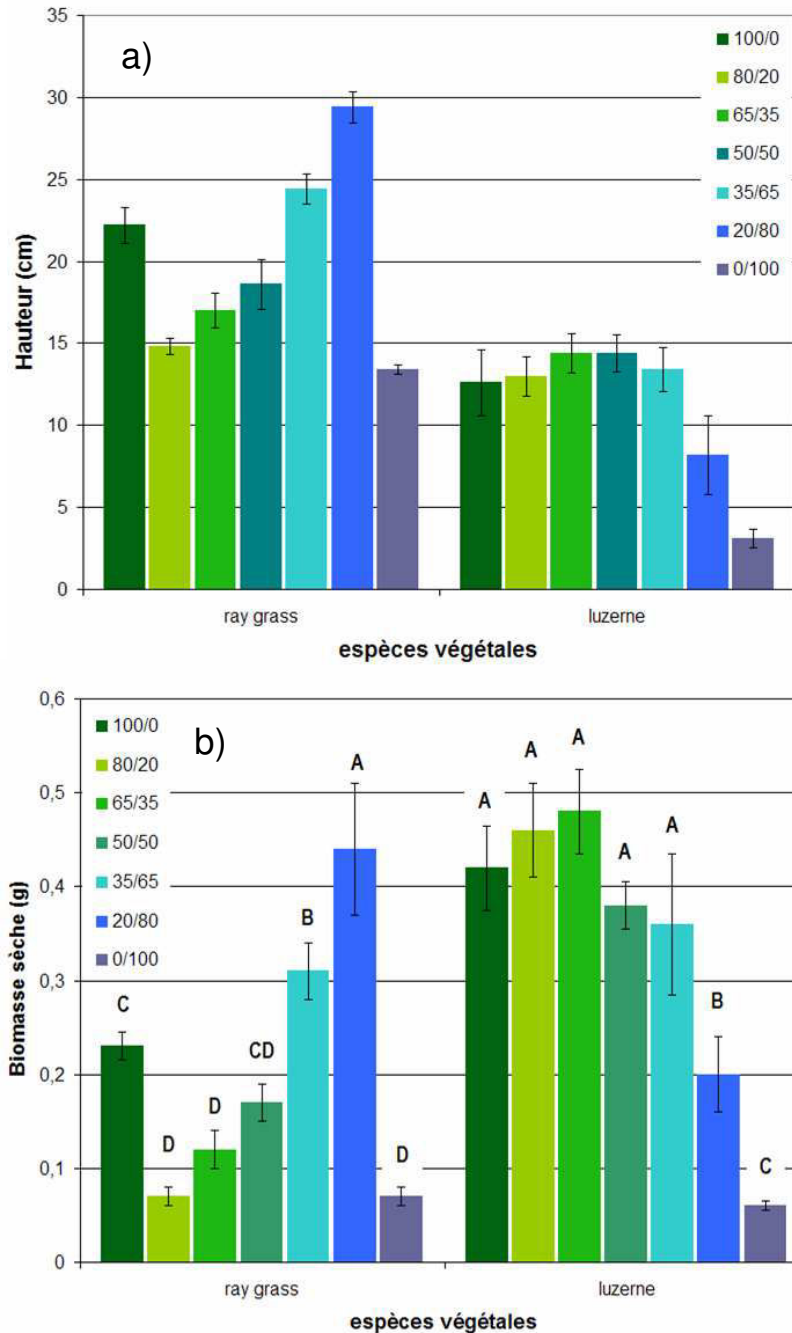 a)
Hauteur (cm)
35
30
25
20
15
10
5
0
100/0
80/20
65/35
50/50
35/65
20/80
0/100
ray grass
luzerne
espèces végétales
b)
Biomasse sèche (g)
0,6
0,5
0,4
0,3
0,2
0,1
0
100/0
80/20
65/35
50/50
35/65
20/80
0/100
C
D
D
CD
B
A
D
A
A
A
A
A
B
C
ray grass
luzerne
espèces végétales